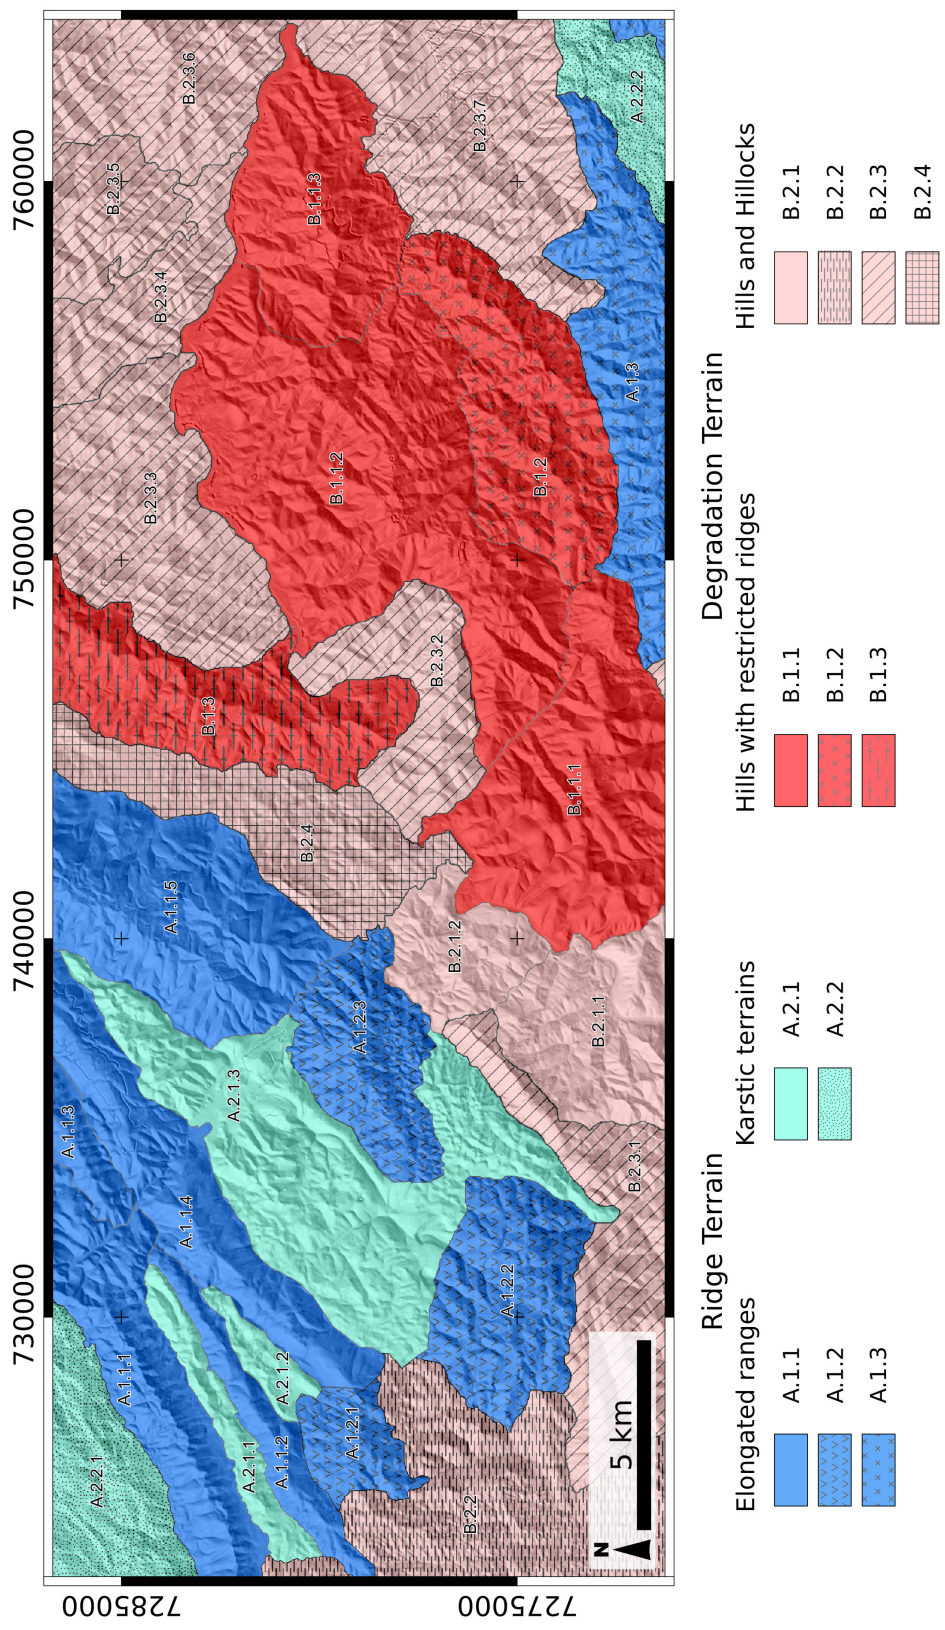 730000
740000
750000
760000
7285000
7275000
A.2.2.1
A.1.1.1
A.1.1.3
A.1.1.4
A.1.1.5
A.2.1.1
A.2.1.2
A.2.1.3
A.1.1.2
A.1.2.1
A.1.2.2
A.1.2.3
B.2.2
B.2.4
B.1.3
B.2.3.3
B.2.3.4
B.2.3.5
B.2.3.6
B.1.1.2
B.1.1.3
B.2.3.2
B.2.3.7
B.2.1.2
B.2.1.1
B.2.3.1
B.1.1.1
B.1.2
A.1.3
A.2.2.2
N
5 km
Ridge Terrain
Elongated ranges
A.1.1
A.1.2
A.1.3
Karstic terrains
A.2.1
A.2.2
Degradation Terrain
Hills with restricted ridges
B.1.1
B.1.2
B.1.3
Hills and Hillocks
B.2.1
B.2.2
B.2.3
B.2.4